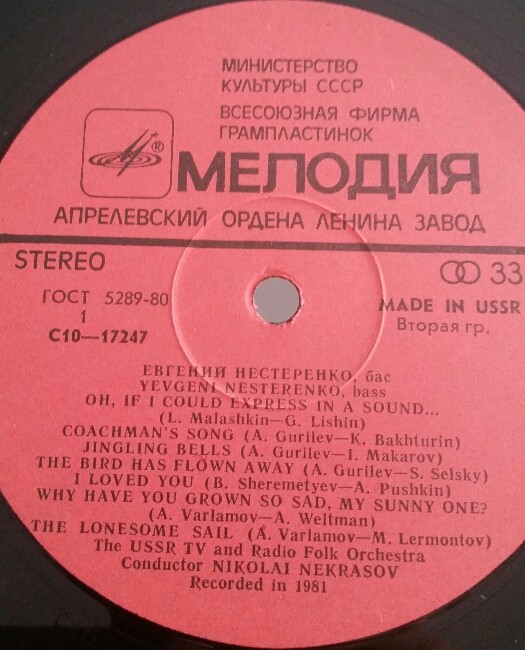 МИНИСТЕРСТВО
КУЛЬТУРЫ СССР
ВСЕСОЮЗНАЯ ФИРМА
ГРАМПЛАСТИНОК
®
МЕЛОДИЯ
АПРЕЛЕВСКИЙ ОРДЕНА ЛЕНИНА ЗАВОД
STEREO
33
ГОСТ 5289-80
MADE IN USSR
1
Вторая гр.
С10—17247
ЕВГЕНИЙ НЕСТЕРЕНКО, бас
YEVGENI NESTERENKO, bass
OH, IF I COULD EXPRESS IN A SOUND...
(L. Malashkin—G. Lishin)
COACHMAN'S SONG (A. Gurilev—K. Bakhturin)
JINGLING BELLS (A. Gurilev—I. Makarov)
THE BIRD HAS FLOWN AWAY (A. Gurilev—S. Selsky)
I LOVED YOU (B. Sheremetyev—A. Pushkin)
WHY HAVE YOU GROWN SO SAD, MY SUNNY ONE?
(A. Varlamov—A. Weltman)
THE LONESOME SAIL (A. Varlamov—M. Lermontov)
The USSR TV and Radio Folk Orchestra
Conductor NIKOLAI NEKRASOV
Recorded in 1981